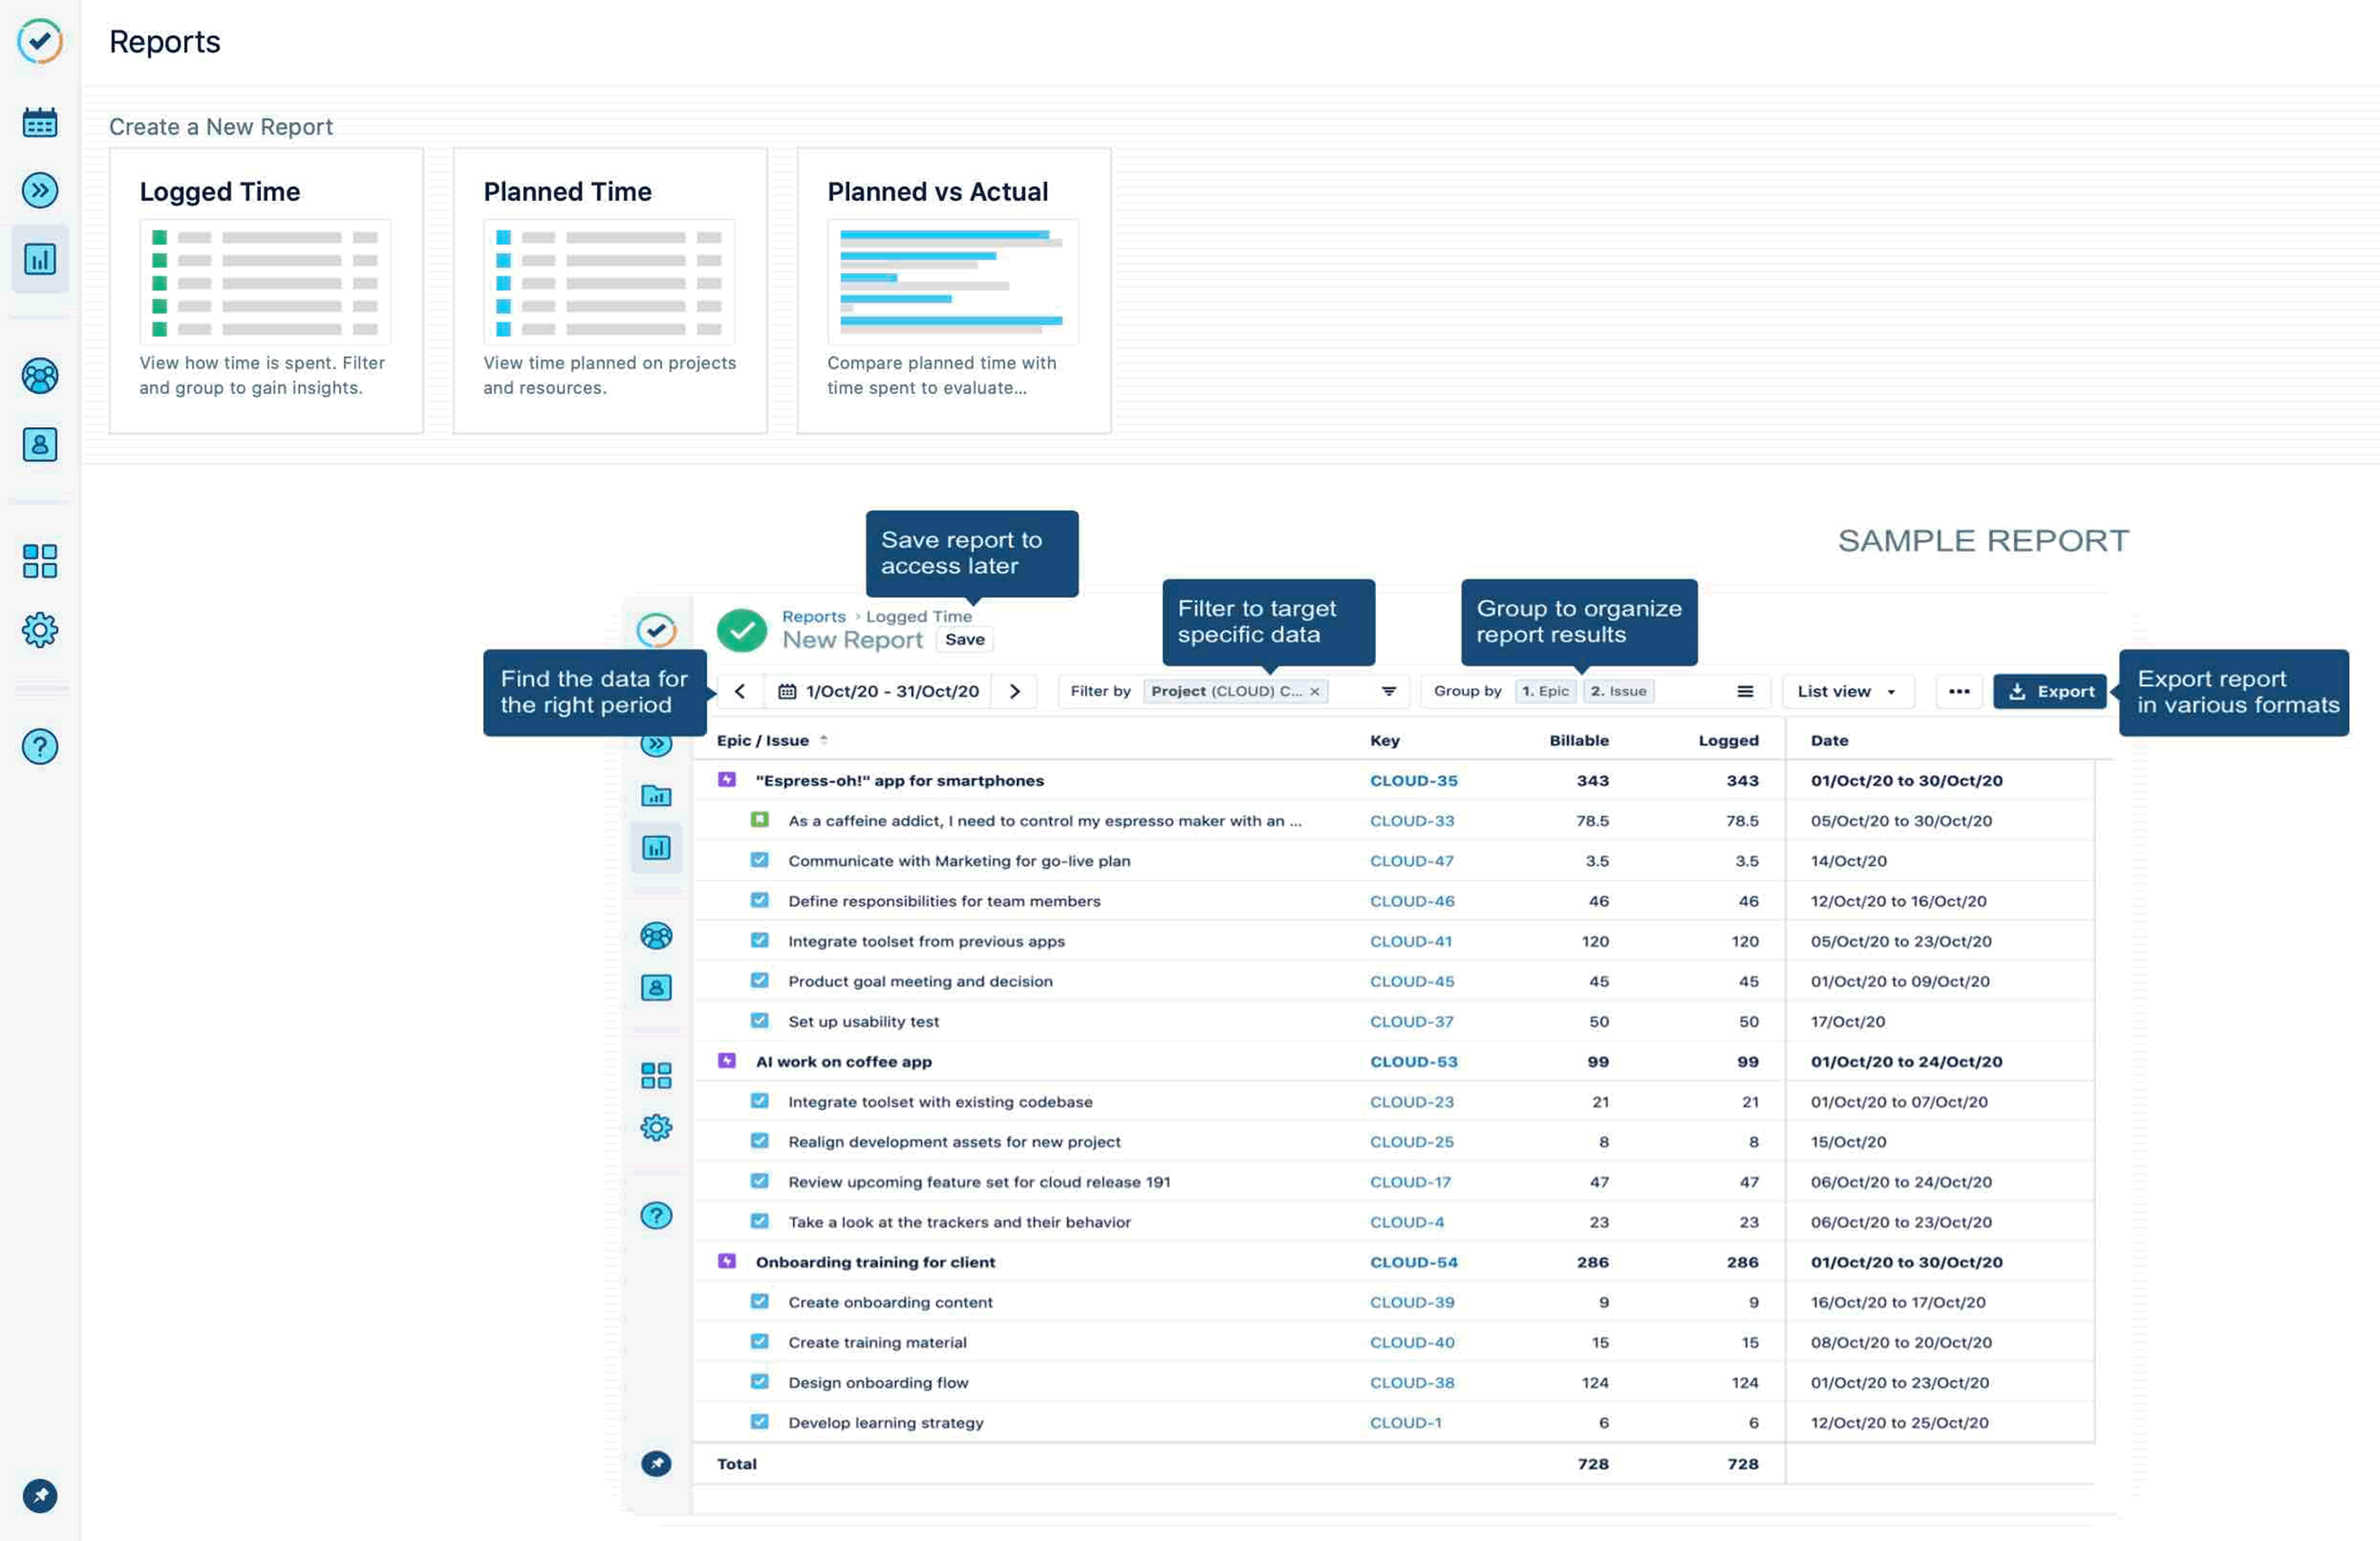 Reports
Create a New Report
Logged Time
View how time is spent. Filter
and group to gain insights.
Planned Time
View time planned on projects
and resources.
Planned vs Actual
Compare planned time with
time spent to evaluate...
SAMPLE REPORT
Save report to
access later
Filter to target
specific data
Group to organize
report results
Find the data for
the right period
Export report
in various formats
Reports › Logged Time
New Report Save
1/Oct/20 - 31/Oct/20 Filter by Project (CLOUD) C... × Group by 1. Epic 2. Issue List view ••• Export
Epic / Issue Key Billable Logged Date
"Espress-oh!" app for smartphones CLOUD-35 343 343 01/Oct/20 to 30/Oct/20
As a caffeine addict, I need to control my espresso maker with an ... CLOUD-33 78.5 78.5 05/Oct/20 to 30/Oct/20
Communicate with Marketing for go-live plan CLOUD-47 3.5 3.5 14/Oct/20
Define responsibilities for team members CLOUD-46 46 46 12/Oct/20 to 16/Oct/20
Integrate toolset from previous apps CLOUD-41 120 120 05/Oct/20 to 23/Oct/20
Product goal meeting and decision CLOUD-45 45 45 01/Oct/20 to 09/Oct/20
Set up usability test CLOUD-37 50 50 17/Oct/20
AI work on coffee app CLOUD-53 99 99 01/Oct/20 to 24/Oct/20
Integrate toolset with existing codebase CLOUD-23 21 21 01/Oct/20 to 07/Oct/20
Realign development assets for new project CLOUD-25 8 8 15/Oct/20
Review upcoming feature set for cloud release 191 CLOUD-17 47 47 06/Oct/20 to 24/Oct/20
Take a look at the trackers and their behavior CLOUD-4 23 23 06/Oct/20 to 23/Oct/20
Onboarding training for client CLOUD-54 286 286 01/Oct/20 to 30/Oct/20
Create onboarding content CLOUD-39 9 9 16/Oct/20 to 17/Oct/20
Create training material CLOUD-40 15 15 08/Oct/20 to 20/Oct/20
Design onboarding flow CLOUD-38 124 124 01/Oct/20 to 23/Oct/20
Develop learning strategy CLOUD-1 6 6 12/Oct/20 to 25/Oct/20
Total 728 728